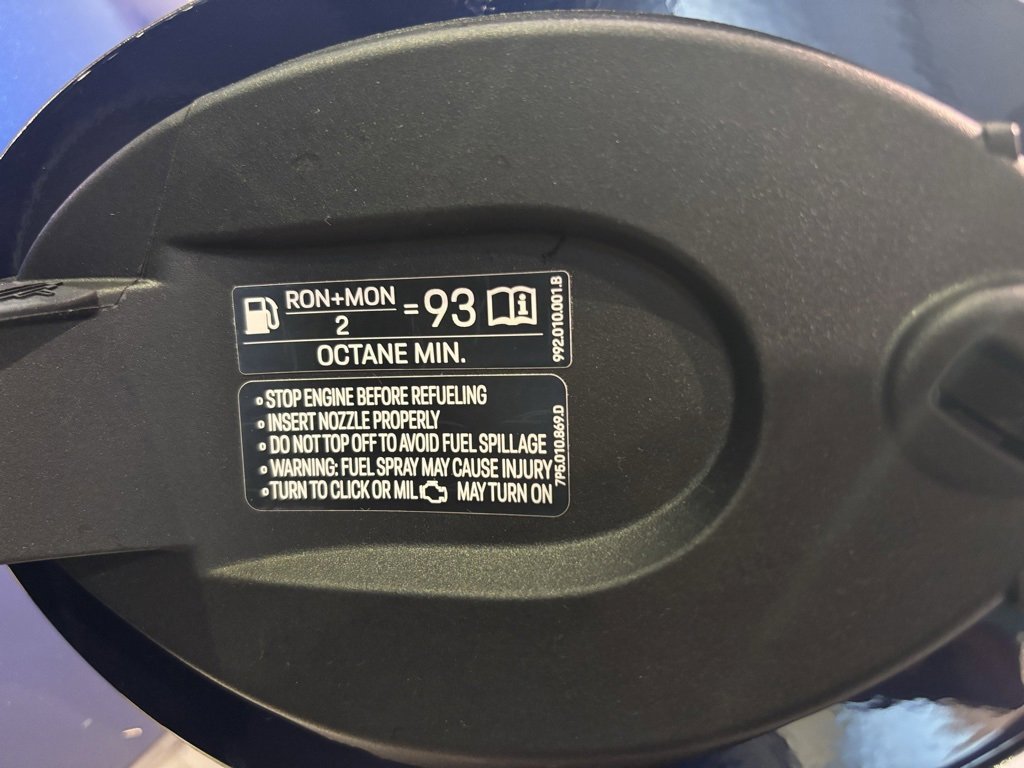 RON+MON
2
=93
OCTANE MIN.
992.010.001.B
STOP ENGINE BEFORE REFUELING
INSERT NOZZLE PROPERLY
DO NOT TOP OFF TO AVOID FUEL SPILLAGE
WARNING: FUEL SPRAY MAY CAUSE INJURY
TURN TO CLICK OR MIL MAY TURN ON
7P5.010.869.D